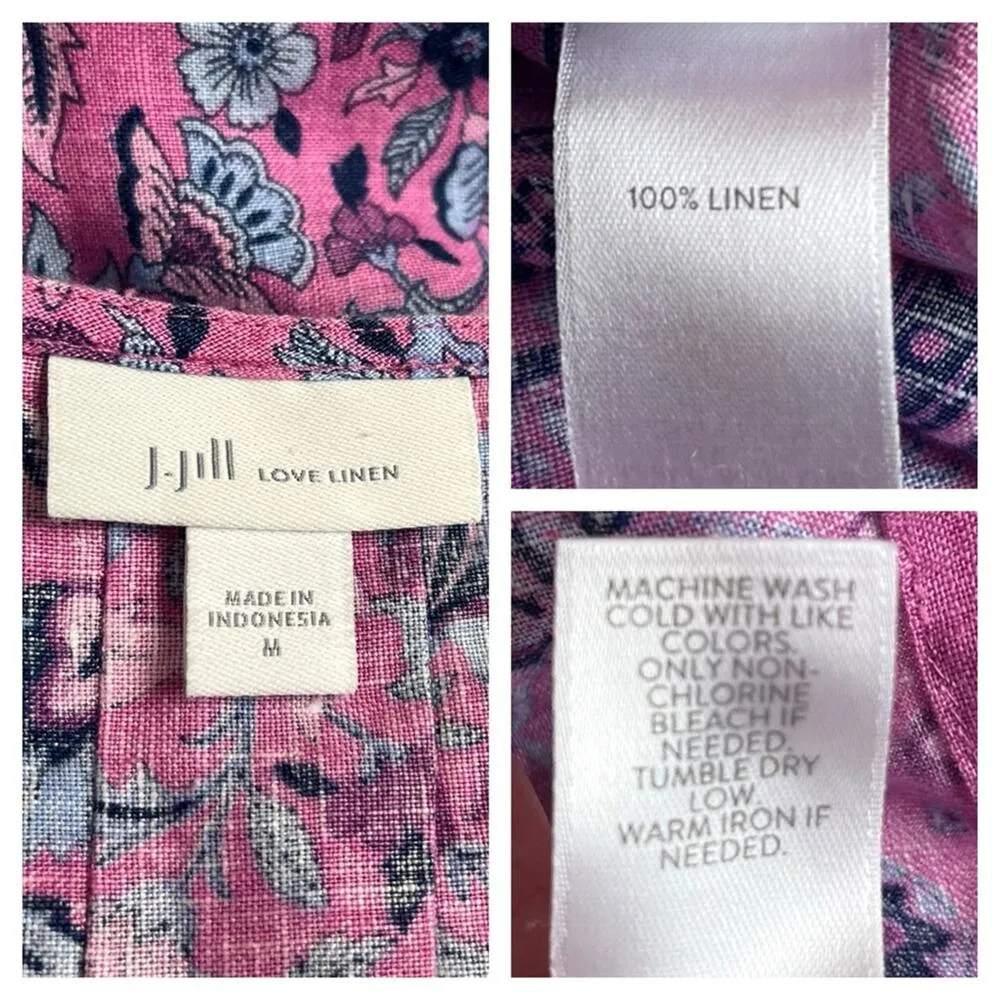 J.Jill LOVE LINEN
MADE IN
INDONESIA
M
100% LINEN
MACHINE WASH
COLD WITH LIKE
COLORS.
ONLY NON-
CHLORINE
BLEACH IF
NEEDED.
TUMBLE DRY
LOW.
WARM IRON IF
NEEDED.